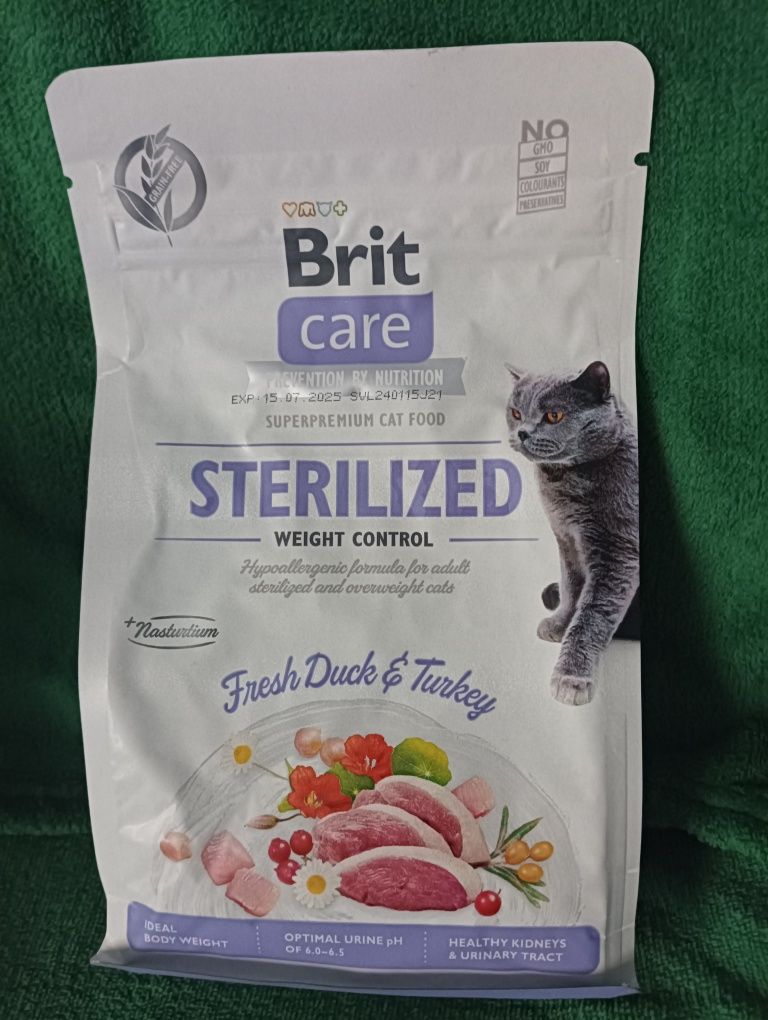 GRAIN-FREE
NO
GMO
SOY
COLOURANTS
PRESERVATIVES
Brit
care
PREVENTION BY NUTRITION
EXP: 15.07.2025 SVL240115J21
SUPERPREMIUM CAT FOOD
STERILIZED
WEIGHT CONTROL
Hypoallergenic formula for adult
sterilized and overweight cats
+Nasturtium
Fresh Duck & Turkey
IDEAL
BODY WEIGHT
OPTIMAL URINE pH
OF 6.0–6.5
HEALTHY KIDNEYS
& URINARY TRACT